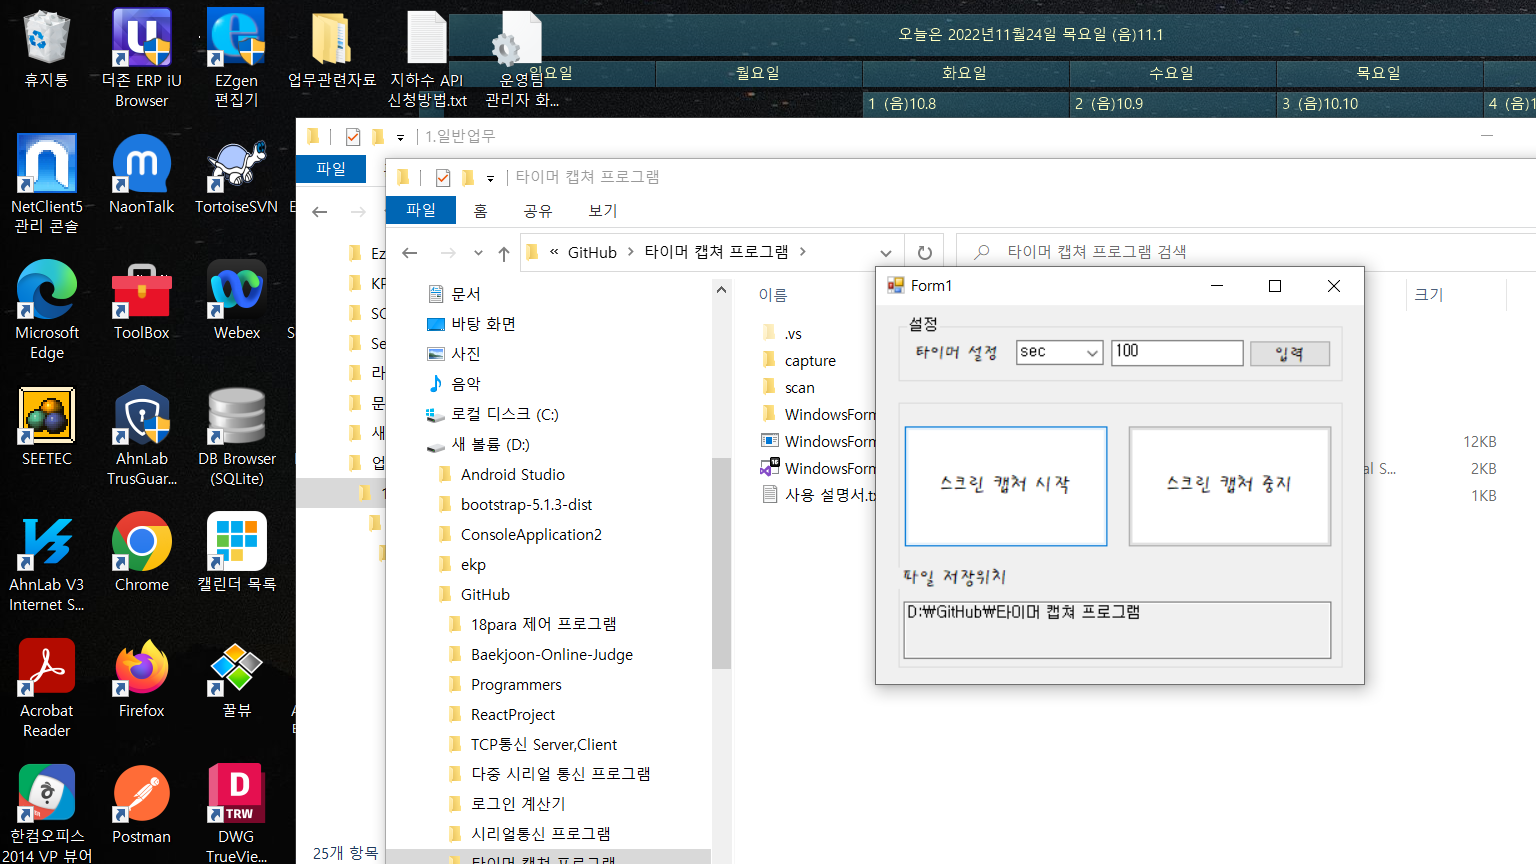 휴지통
더존 ERP iU
Browser
EZgen
편집기
업무관련자료
지하수 API
신청방법.txt
운영팀
관리자 화...
오늘은 2022년11월24일 목요일 (음)11.1
일요일
월요일
화요일
수요일
목요일
1 (음)10.8
2 (음)10.9
3 (음)10.10
4 (음)1
NetClient5
관리 콘솔
NaonTalk
TortoiseSVN
Microsoft
Edge
ToolBox
Webex
SEETEC
AhnLab
TrusGuar...
DB Browser
(SQLite)
AhnLab V3
Internet S...
Chrome
캘린더 목록
Acrobat
Reader
Firefox
꿀뷰
한컴오피스
2014 VP 뷰어
Postman
DWG
TrueVie...
1.일반업무
파일
Ez
KP
SC
Se
라
문
새
업
1
25개 항목
타이머 캡쳐 프로그램
파일
홈
공유
보기
« GitHub > 타이머 캡쳐 프로그램 >
타이머 캡쳐 프로그램 검색
문서
바탕 화면
사진
음악
로컬 디스크 (C:)
새 볼륨 (D:)
Android Studio
bootstrap-5.1.3-dist
ConsoleApplication2
ekp
GitHub
18para 제어 프로그램
Baekjoon-Online-Judge
Programmers
ReactProject
TCP통신 Server,Client
다중 시리얼 통신 프로그램
로그인 계산기
시리얼통신 프로그램
타이머 캡쳐 프로그램
이름
크기
.vs
capture
scan
WindowsForm
WindowsForm
12KB
WindowsForm
al S...
2KB
사용 설명서.tx
1KB
Form1
설정
타이머 설정
sec
100
입력
스크린 캡처 시작
스크린 캡처 중지
파일 저장위치
D:₩GitHub₩타이머 캡쳐 프로그램